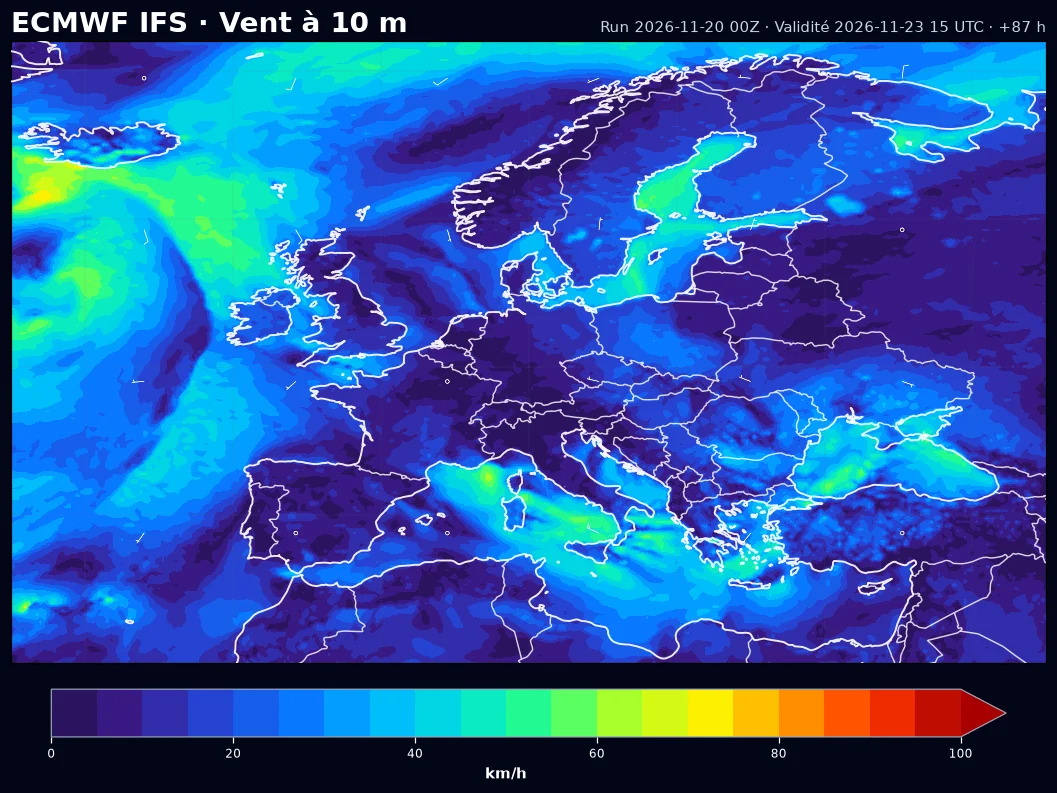 ECMWF IFS · Vent à 10 m
Run 2026-11-20 00Z · Validité 2026-11-23 15 UTC · +87 h
0 20 40 60 80 100
km/h